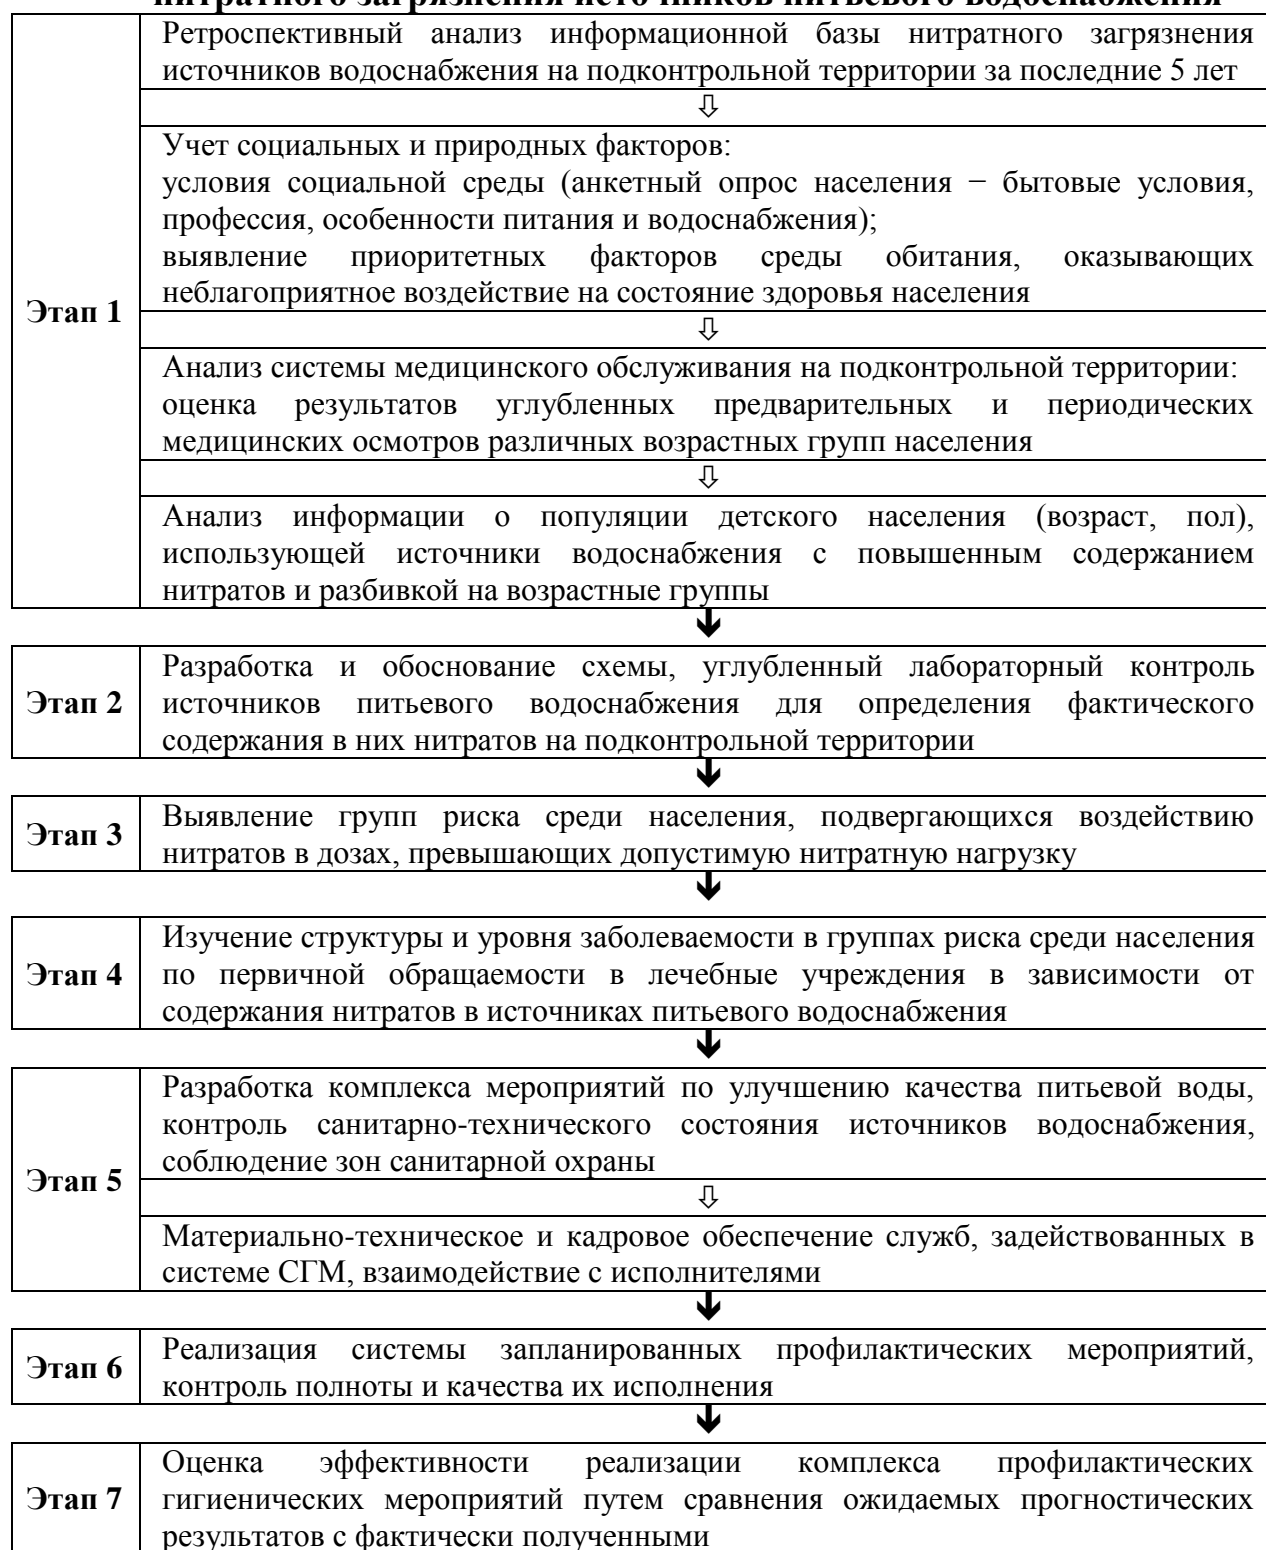 нитратного загрязнения источников питьевого водоснабжения
Ретроспективный анализ информационной базы нитратного загрязнения
источников водоснабжения на подконтрольной территории за последние 5 лет
⇩
Учет социальных и природных факторов:
условия социальной среды (анкетный опрос населения − бытовые условия,
профессия, особенности питания и водоснабжения);
выявление приоритетных факторов среды обитания, оказывающих
неблагоприятное воздействие на состояние здоровья населения
Этап 1
⇩
Анализ системы медицинского обслуживания на подконтрольной территории:
оценка результатов углубленных предварительных и периодических
медицинских осмотров различных возрастных групп населения
⇩
Анализ информации о популяции детского населения (возраст, пол),
использующей источники водоснабжения с повышенным содержанием
нитратов и разбивкой на возрастные группы
🡻
Этап 2
Разработка и обоснование схемы, углубленный лабораторный контроль
источников питьевого водоснабжения для определения фактического
содержания в них нитратов на подконтрольной территории
🡻
Этап 3
Выявление групп риска среди населения, подвергающихся воздействию
нитратов в дозах, превышающих допустимую нитратную нагрузку
🡻
Этап 4
Изучение структуры и уровня заболеваемости в группах риска среди населения
по первичной обращаемости в лечебные учреждения в зависимости от
содержания нитратов в источниках питьевого водоснабжения
🡻
Этап 5
Разработка комплекса мероприятий по улучшению качества питьевой воды,
контроль санитарно-технического состояния источников водоснабжения,
соблюдение зон санитарной охраны
⇩
Материально-техническое и кадровое обеспечение служб, задействованных в
системе СГМ, взаимодействие с исполнителями
🡻
Этап 6
Реализация системы запланированных профилактических мероприятий,
контроль полноты и качества их исполнения
🡻
Этап 7
Оценка эффективности реализации комплекса профилактических
гигиенических мероприятий путем сравнения ожидаемых прогностических
результатов с фактически полученными